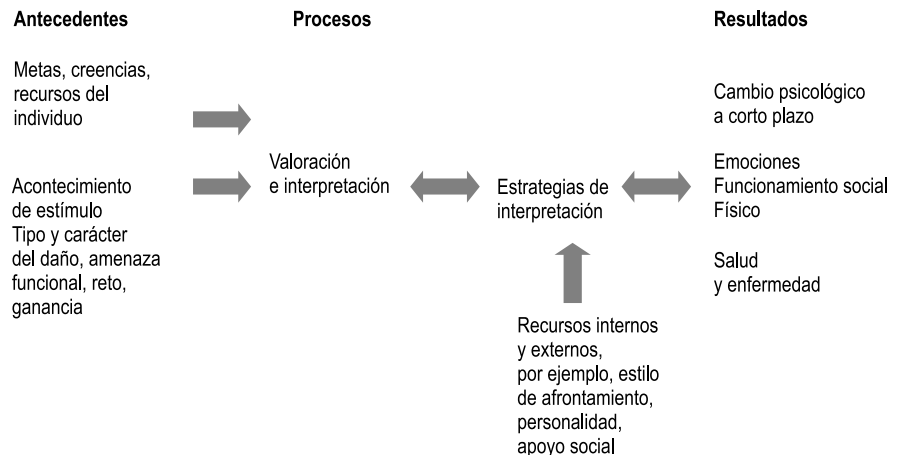 Antecedentes
Procesos
Resultados
Metas, creencias,
recursos del
individuo
Acontecimiento
de estímulo
Tipo y carácter
del daño, amenaza
funcional, reto,
ganancia
Valoración
e interpretación
Estrategias de
interpretación
Recursos internos
y externos,
por ejemplo, estilo
de afrontamiento,
personalidad,
apoyo social
Cambio psicológico
a corto plazo
Emociones
Funcionamiento social
Físico
Salud
y enfermedad